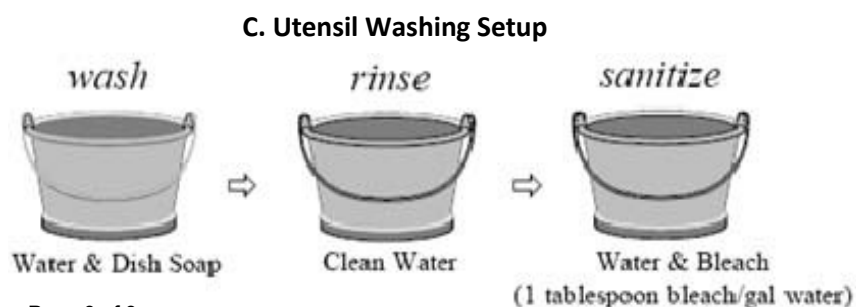 C. Utensil Washing Setup
wash rinse sanitize
Water & Dish Soap Clean Water Water & Bleach
(1 tablespoon bleach/gal water)